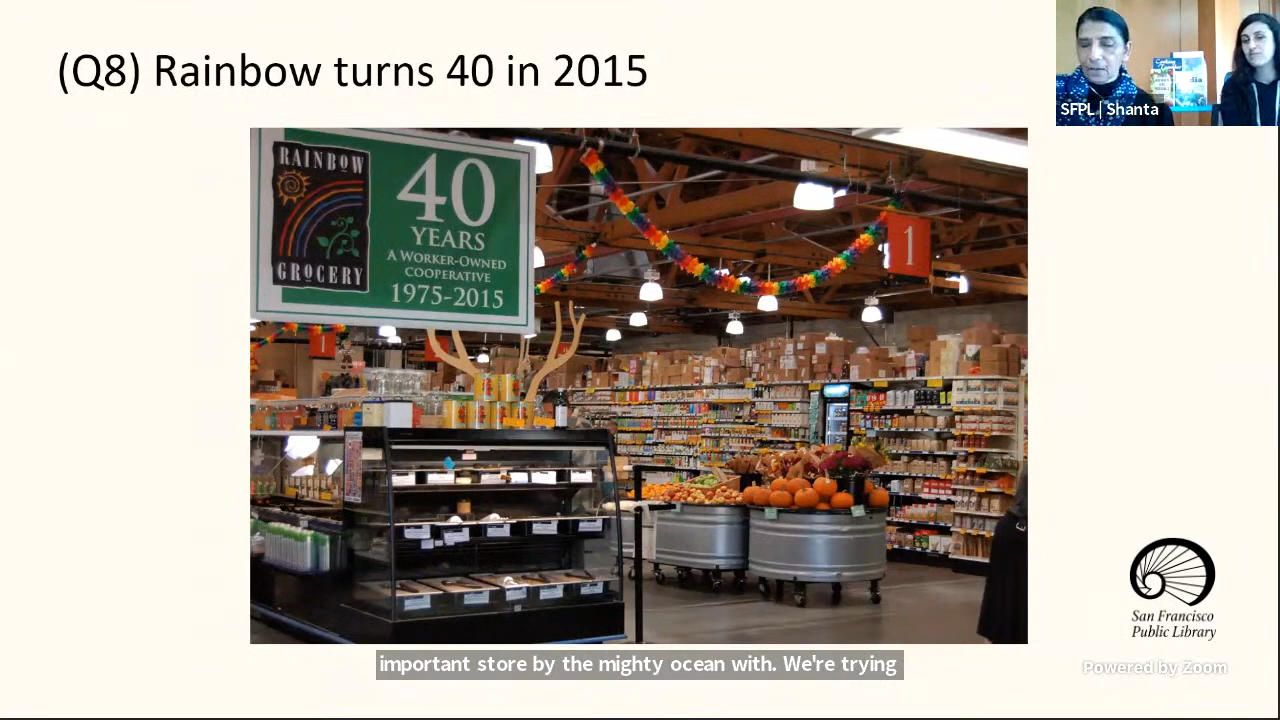 (Q8) Rainbow turns 40 in 2015
SFPL | Shanta
RAINBOW
GROCERY
40
YEARS
A WORKER-OWNED
COOPERATIVE
1975-2015
1
1
San Francisco
Public Library
important store by the mighty ocean with. We're trying
Powered by Zoom